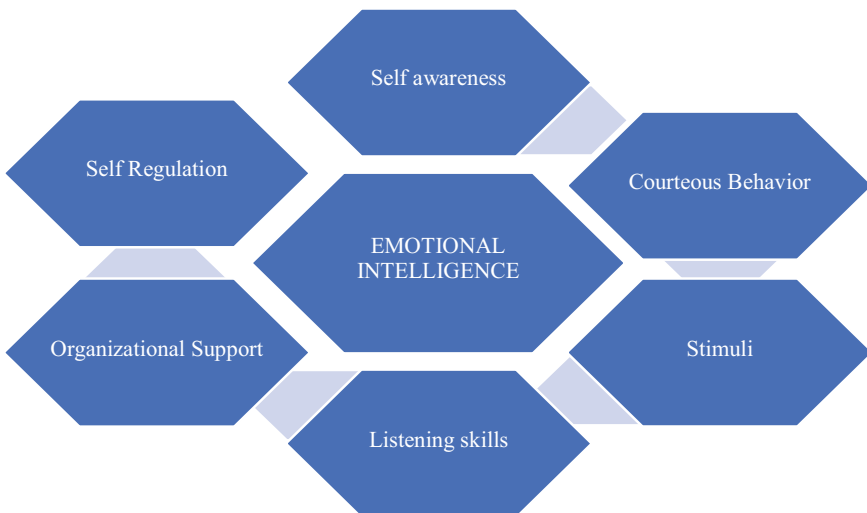 Self awareness
Self Regulation
Courteous Behavior
EMOTIONAL
INTELLIGENCE
Organizational Support
Stimuli
Listening skills